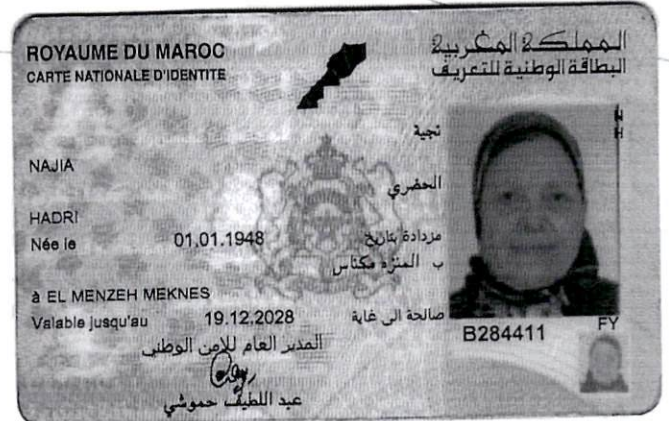 ROYAUME DU MAROC
المملكة المغربية
CARTE NATIONALE D'IDENTITE
البطاقة الوطنية للتعريف
نجية
NAJIA
الحضري
HADRI
Née le 01.01.1948 مزدادة بتاريخ
ب المنزه مكناس
à EL MENZEH MEKNES
Valable jusqu'au 19.12.2028 صالحة الى غاية
المدير العام للأمن الوطني
عبد اللطيف حموشي
B284411
FY